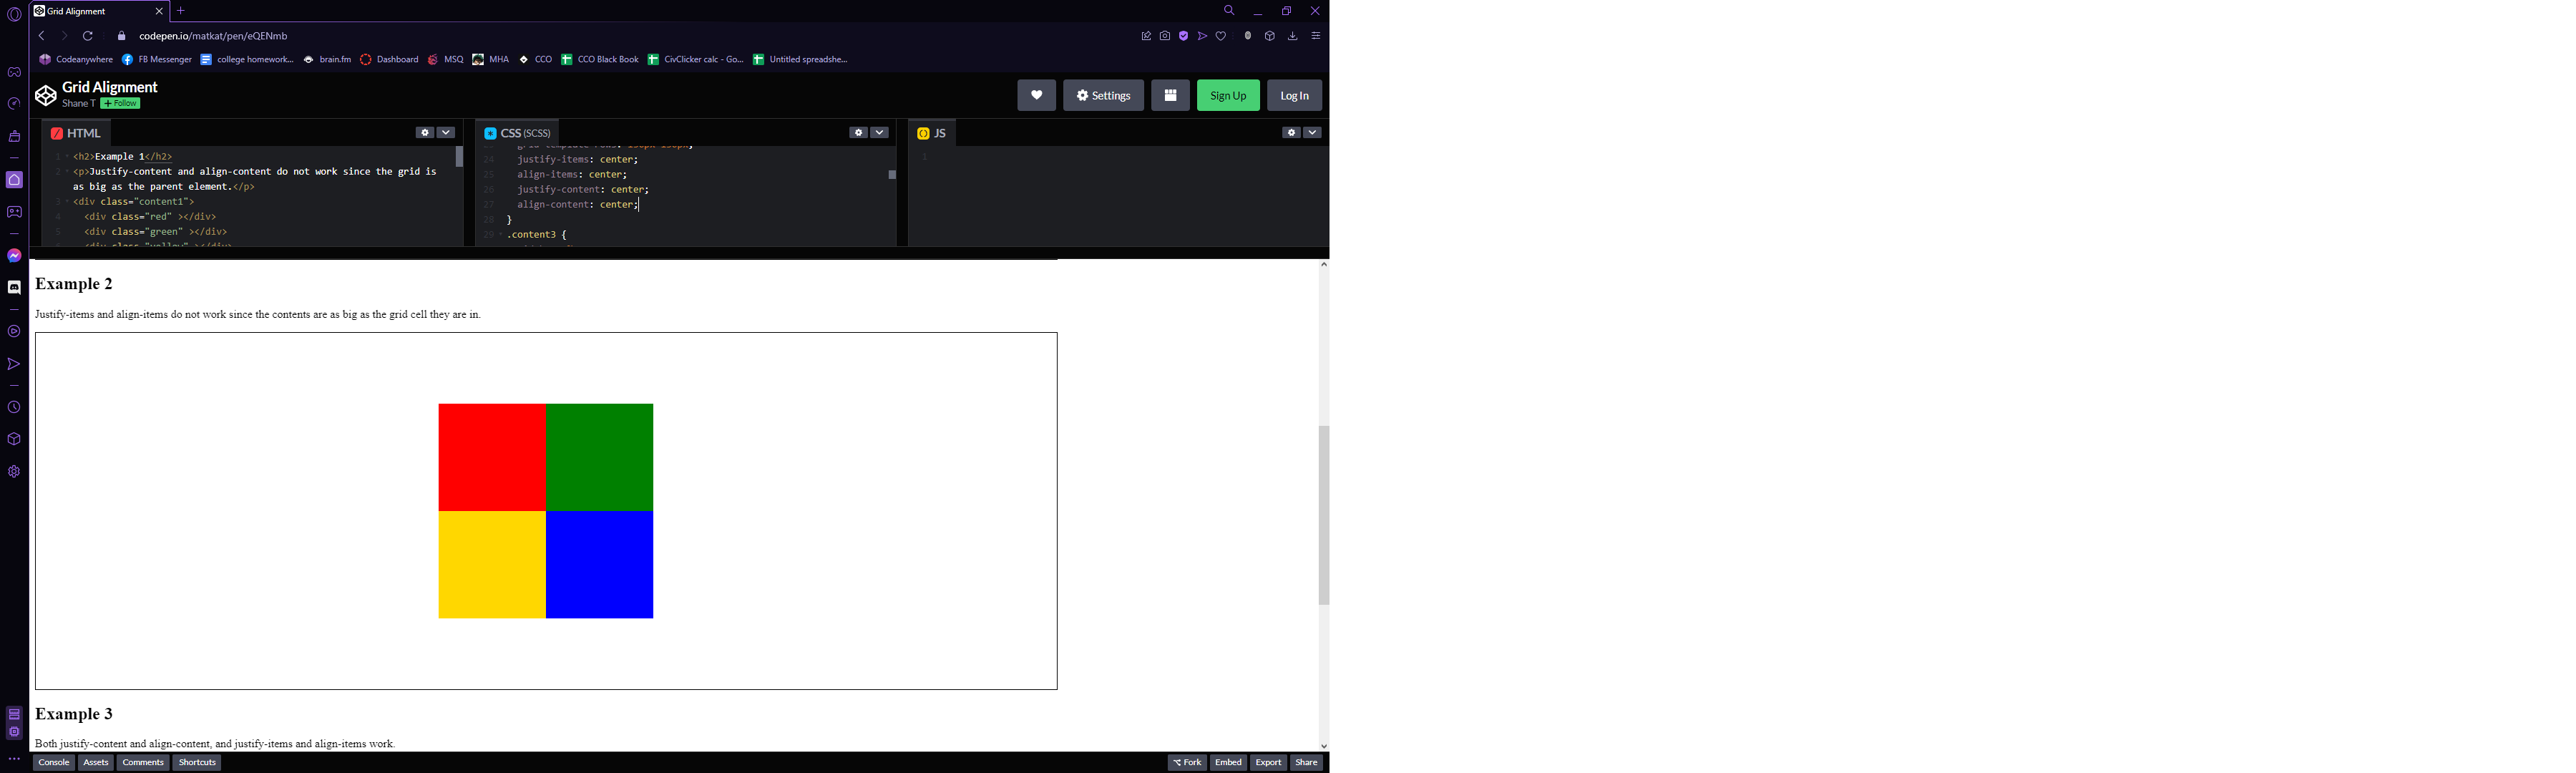 Grid Alignment
codepen.io/matkat/pen/eQENmb
Codeanywhere FB Messenger college homework... brain.fm Dashboard MSQ MHA CCO CCO Black Book CivClicker calc - Go... Untitled spreadshe...
Grid Alignment
Shane T + Follow
Settings Sign Up Log In
HTML
1 <h2>Example 1</h2>
2 <p>Justify-content and align-content do not work since the grid is
as big as the parent element.</p>
3 <div class="content1">
4 <div class="red" ></div>
5 <div class="green" ></div>
<div class="yellow" ></div>
CSS (SCSS)
24 justify-items: center;
25 align-items: center;
26 justify-content: center;
27 align-content: center;
28 }
29 .content3 {
JS
1
Example 2
Justify-items and align-items do not work since the contents are as big as the grid cell they are in.
Example 3
Both justify-content and align-content, and justify-items and align-items work.
Console Assets Comments Shortcuts Fork Embed Export Share